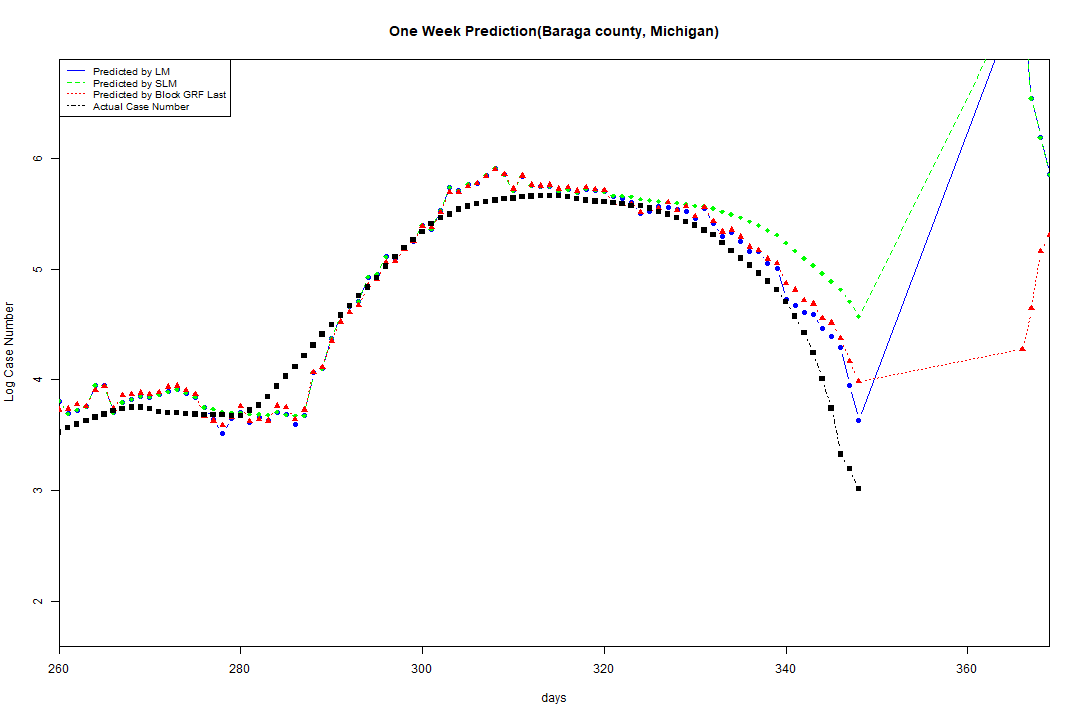 One Week Prediction(Baraga county, Michigan)
Predicted by LM
Predicted by SLM
Predicted by Block GRF Last
Actual Case Number
Log Case Number
6
5
4
3
2
260 280 300 320 340 360
days